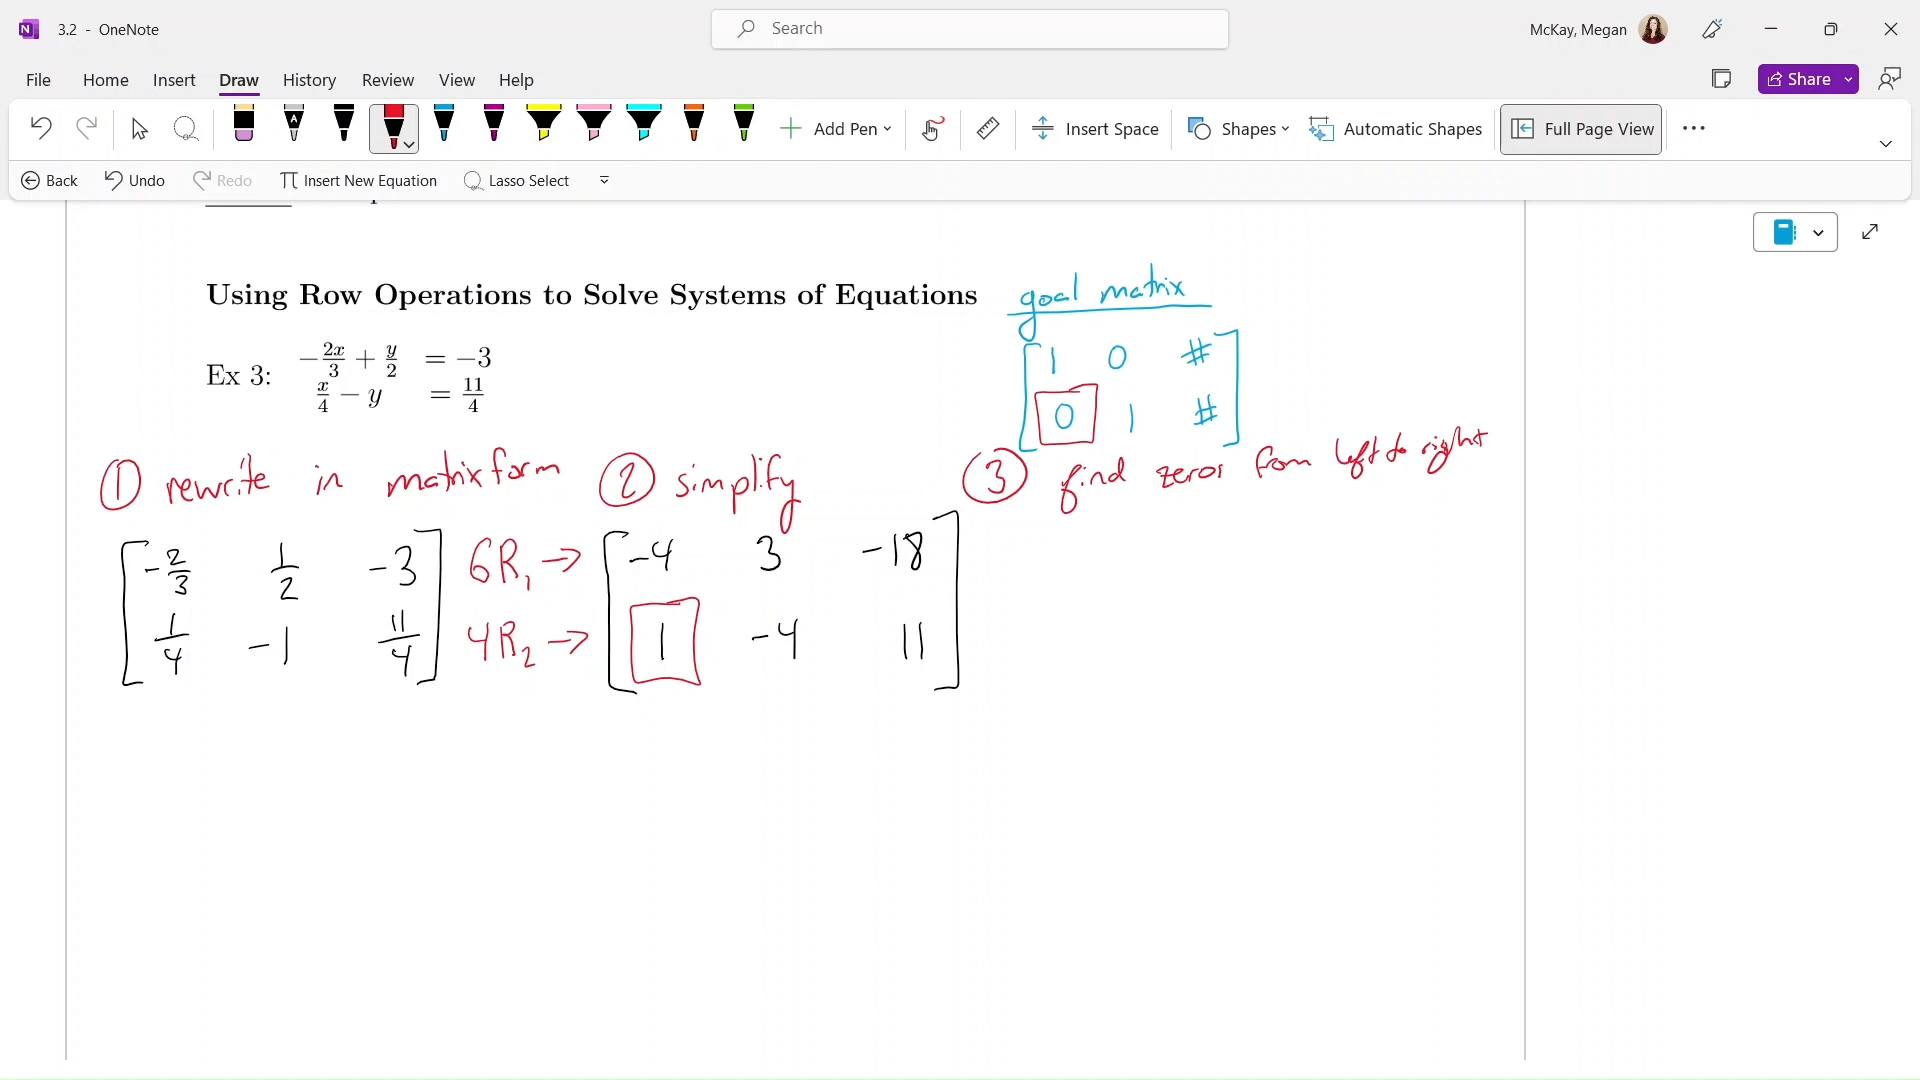 3.2 - OneNote
Search
McKay, Megan
File Home Insert Draw History Review View Help
Share
A
Add Pen
Insert Space
Shapes
Automatic Shapes
Full Page View
Back Undo Redo Insert New Equation Lasso Select
Using Row Operations to Solve Systems of Equations
goal matrix
1 0 #
0 1 #
Ex 3: -2x/3 + y/2 = -3
x/4 - y = 11/4
① rewrite in matrix form ② simplify ③ find zeros from left to right
[ -2/3 1/2 -3 ] 6R₁ → [ -4 3 -18 ]
[ 1/4 -1 11/4 ] 4R₂ → [ 1 -4 11 ]